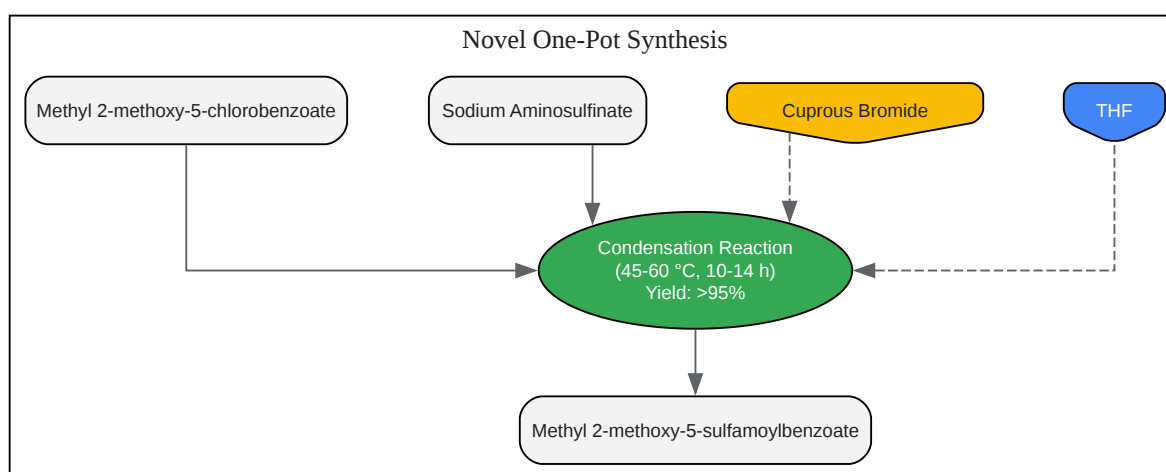 Novel One-Pot Synthesis
Methyl 2-methoxy-5-chlorobenzoate
Sodium Aminosulfinate
Cuprous Bromide
THF
Condensation Reaction
(45-60 °C, 10-14 h)
Yield: >95%
Methyl 2-methoxy-5-sulfamoylbenzoate